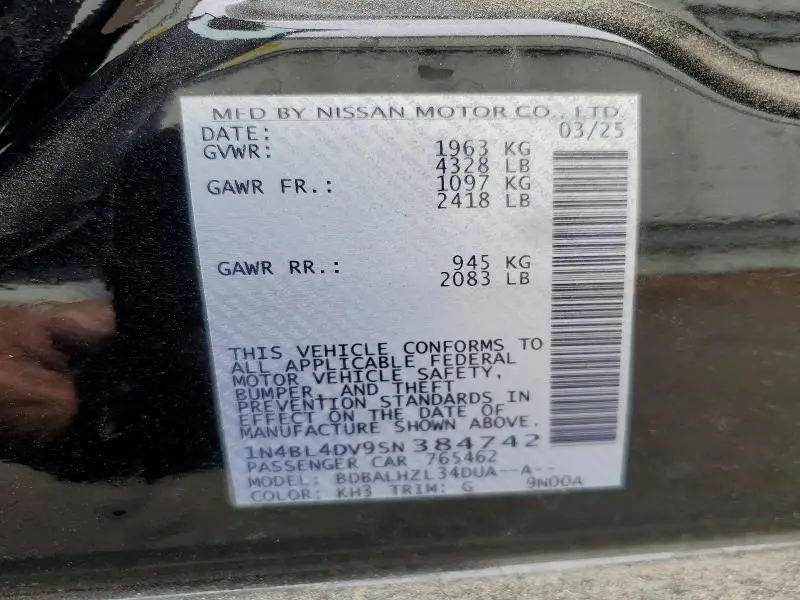 MFD BY NISSAN MOTOR CO., LTD.
DATE: 03/25
GVWR: 1963 KG
4328 LB
GAWR FR.: 1097 KG
2418 LB
GAWR RR.: 945 KG
2083 LB
THIS VEHICLE CONFORMS TO
ALL APPLICABLE FEDERAL
MOTOR VEHICLE SAFETY,
BUMPER, AND THEFT
PREVENTION STANDARDS IN
EFFECT ON THE DATE OF
MANUFACTURE SHOWN ABOVE.
1N4BL4DV9SN384742
PASSENGER CAR 765462
MODEL: BDBALHZL34DUA--A--
COLOR: KH3 TRIM: G 9N00A